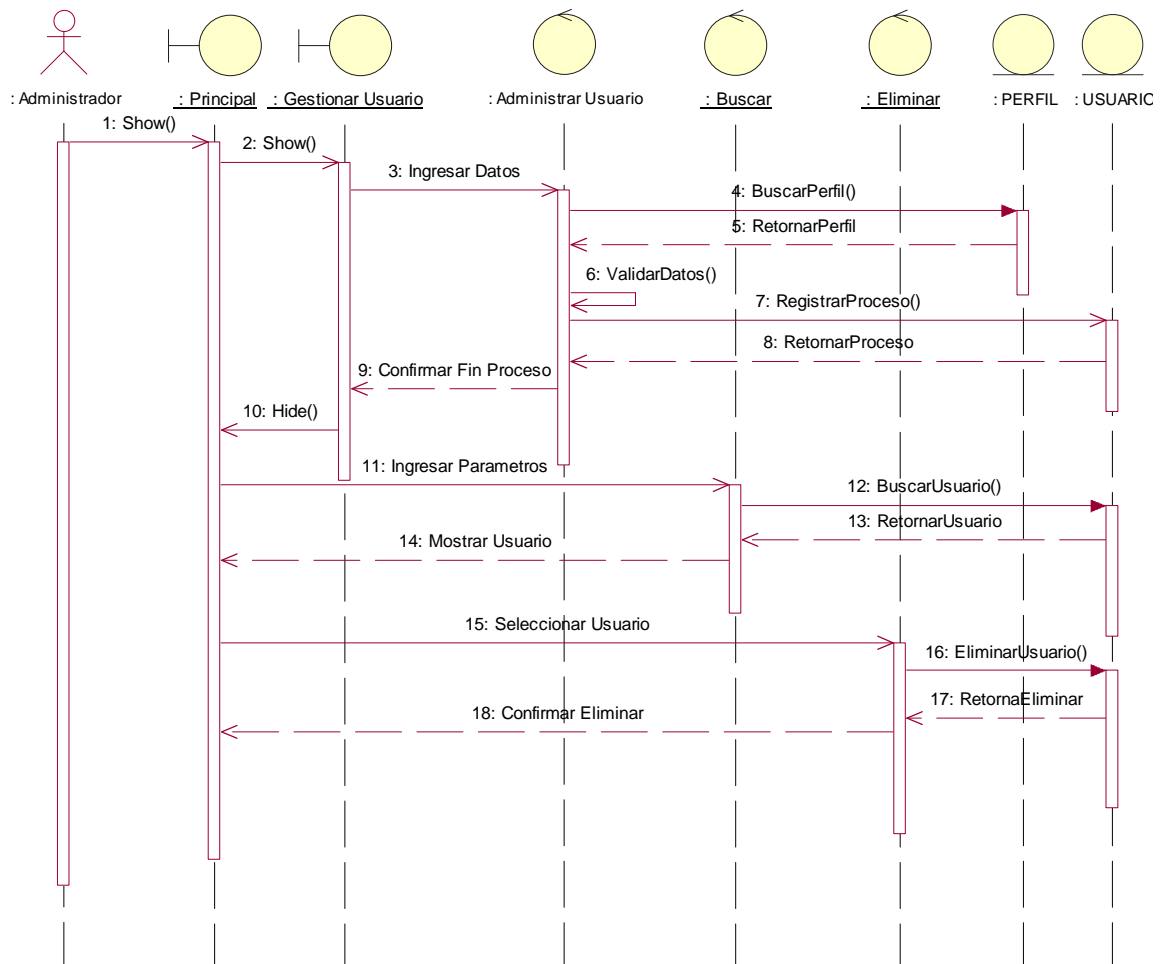 : Administrador
: Principal
: Gestionar Usuario
: Administrar Usuario
: Buscar
: Eliminar
: PERFIL
: USUARIO
1: Show()
2: Show()
3: Ingresar Datos
4: BuscarPerfil()
5: RetornarPerfil
6: ValidarDatos()
7: RegistrarProceso()
8: RetornarProceso
9: Confirmar Fin Proceso
10: Hide()
11: Ingresar Parametros
12: BuscarUsuario()
13: RetornarUsuario
14: Mostrar Usuario
15: Seleccionar Usuario
16: EliminarUsuario()
17: RetornaEliminar
18: Confirmar Eliminar